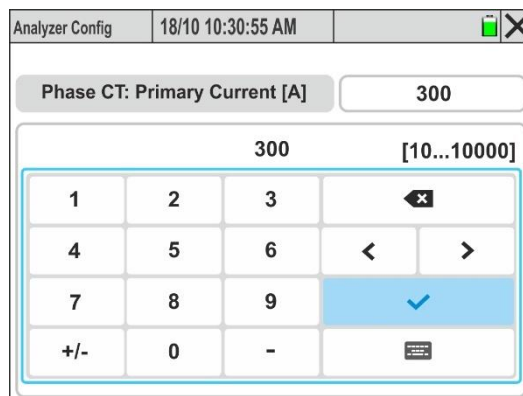 Analyzer Config 18/10 10:30:55 AM
Phase CT: Primary Current [A] 300
300 [10...10000]
1 2 3
4 5 6 < >
7 8 9
+/- 0 -